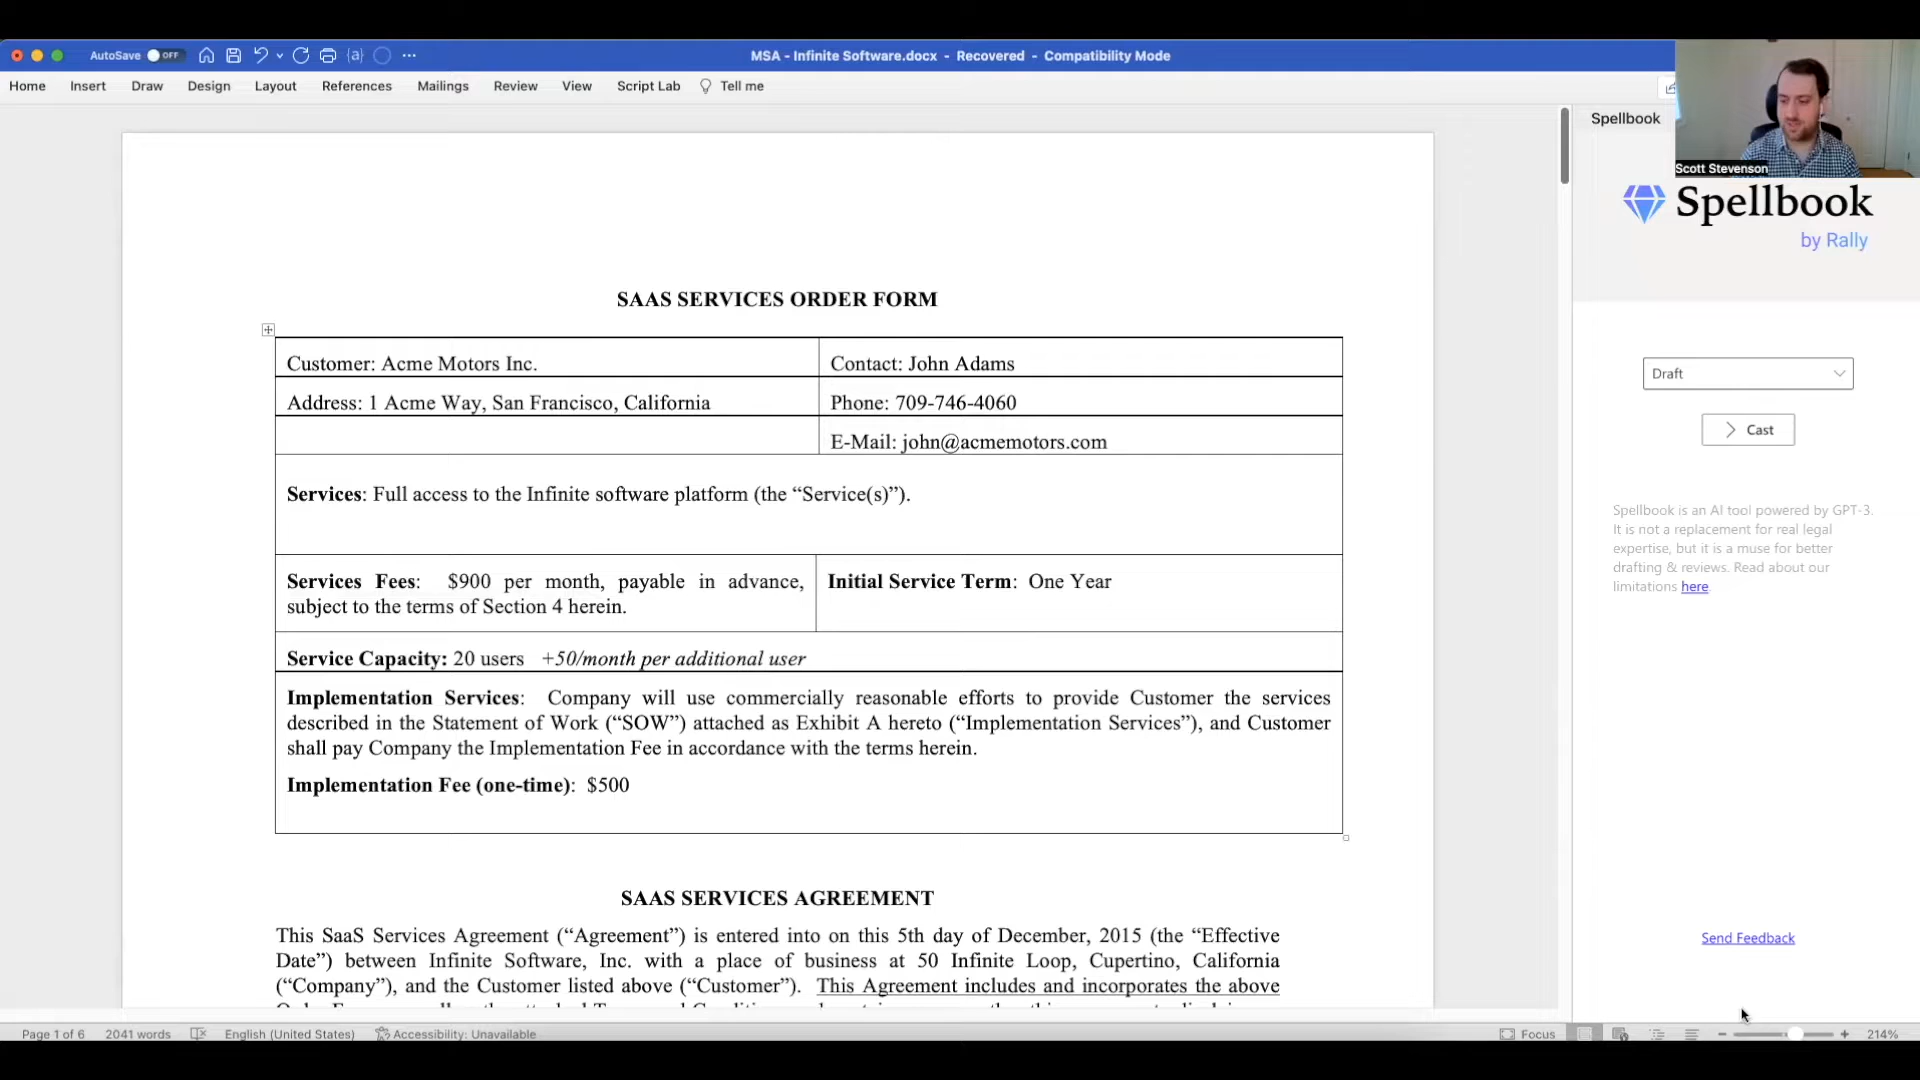 AutoSave OFF
MSA - Infinite Software.docx - Recovered - Compatibility Mode
Home Insert Draw Design Layout References Mailings Review View Script Lab Tell me
Scott Stevenson
Spellbook
Spellbook
by Rally
Draft
Cast
Spellbook is an AI tool powered by GPT-3.
It is not a replacement for real legal
expertise, but it is a muse for better
drafting & reviews. Read about our
limitations here.
Send Feedback
SAAS SERVICES ORDER FORM
Customer: Acme Motors Inc.
Contact: John Adams
Address: 1 Acme Way, San Francisco, California
Phone: 709-746-4060
E-Mail: john@acmemotors.com
Services: Full access to the Infinite software platform (the “Service(s)”).
Services Fees: $900 per month, payable in advance,
subject to the terms of Section 4 herein.
Initial Service Term: One Year
Service Capacity: 20 users +50/month per additional user
Implementation Services: Company will use commercially reasonable efforts to provide Customer the services
described in the Statement of Work (“SOW”) attached as Exhibit A hereto (“Implementation Services”), and Customer
shall pay Company the Implementation Fee in accordance with the terms herein.
Implementation Fee (one-time): $500
SAAS SERVICES AGREEMENT
This SaaS Services Agreement (“Agreement”) is entered into on this 5th day of December, 2015 (the “Effective
Date”) between Infinite Software, Inc. with a place of business at 50 Infinite Loop, Cupertino, California
(“Company”), and the Customer listed above (“Customer”). This Agreement includes and incorporates the above
Page 1 of 6 2041 words English (United States) Accessibility: Unavailable Focus 214%